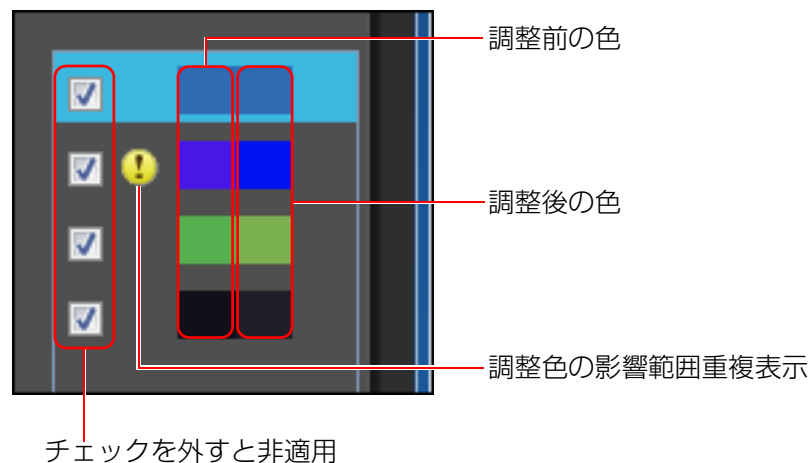 調整前の色
調整後の色
調整色の影響範囲重複表示
チェックを外すと非適用